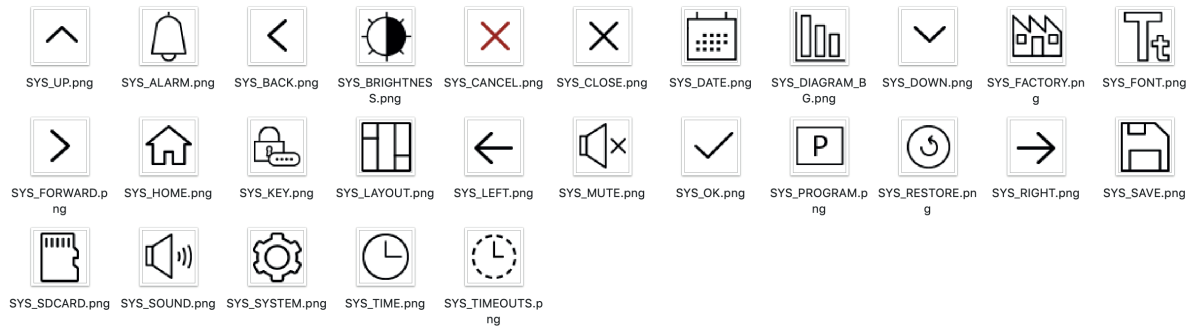 SYS_UP.png
SYS_ALARM.png
SYS_BACK.png
SYS_BRIGHTNES
S.png
SYS_CANCEL.png
SYS_CLOSE.png
SYS_DATE.png
SYS_DIAGRAM_B
G.png
SYS_DOWN.png
SYS_FACTORY.pn
g
Tt
SYS_FONT.png
SYS_FORWARD.p
ng
SYS_HOME.png
SYS_KEY.png
SYS_LAYOUT.png
SYS_LEFT.png
SYS_MUTE.png
SYS_OK.png
P
SYS_PROGRAM.p
ng
SYS_RESTORE.pn
g
SYS_RIGHT.png
SYS_SAVE.png
SYS_SDCARD.png
SYS_SOUND.png
SYS_SYSTEM.png
SYS_TIME.png
SYS_TIMEOUTS.p
ng